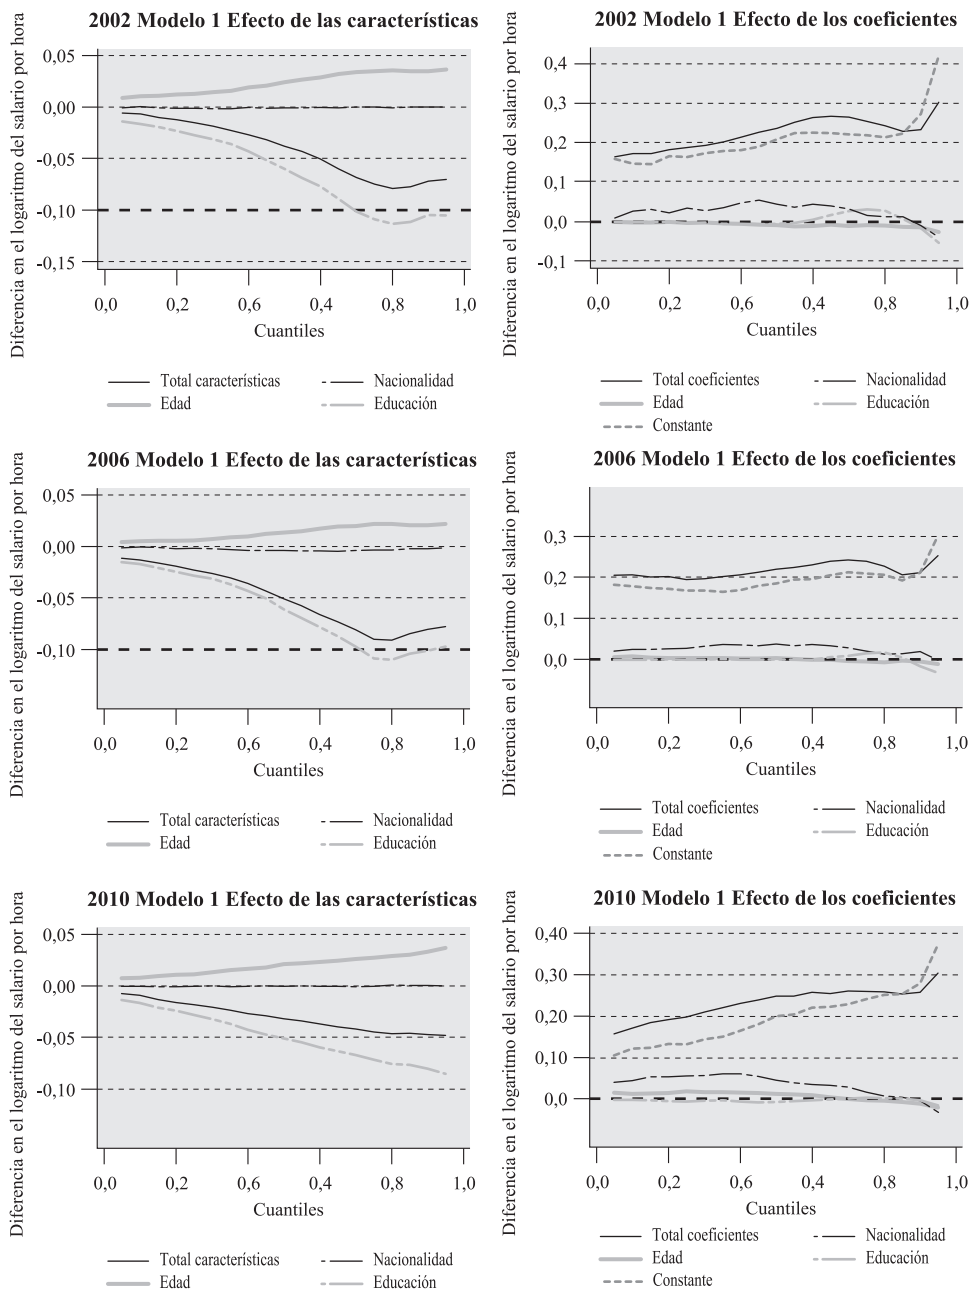 2002 Modelo 1 Efecto de las características
Diferencia en el logaritmo del salario por hora
0,05
0,00
-0,05
-0,10
-0,15
0,0 0,2 0,6 0,4 0,8 1,0
Cuantiles
Total características Nacionalidad
Edad Educación
2002 Modelo 1 Efecto de los coeficientes
Diferencia en el logaritmo del salario por hora
0,4
0,3
0,2
0,1
0,0
-0,1
0,0 0,2 0,6 0,4 0,8 1,0
Cuantiles
Total coeficientes Nacionalidad
Edad Educación
Constante
2006 Modelo 1 Efecto de las características
Diferencia en el logaritmo del salario por hora
0,05
0,00
-0,05
-0,10
0,0 0,2 0,6 0,4 0,8 1,0
Cuantiles
Total características Nacionalidad
Edad Educación
2006 Modelo 1 Efecto de los coeficientes
Diferencia en el logaritmo del salario por hora
0,3
0,2
0,1
0,0
0,0 0,2 0,6 0,4 0,8 1,0
Cuantiles
Total coeficientes Nacionalidad
Edad Educación
Constante
2010 Modelo 1 Efecto de las características
Diferencia en el logaritmo del salario por hora
0,05
0,00
-0,05
-0,10
0,0 0,2 0,6 0,4 0,8 1,0
Cuantiles
Total características Nacionalidad
Edad Educación
2010 Modelo 1 Efecto de los coeficientes
Diferencia en el logaritmo del salario por hora
0,40
0,30
0,20
0,10
0,0
0,0 0,2 0,6 0,4 0,8 1,0
Cuantiles
Total coeficientes Nacionalidad
Edad Educación
Constante